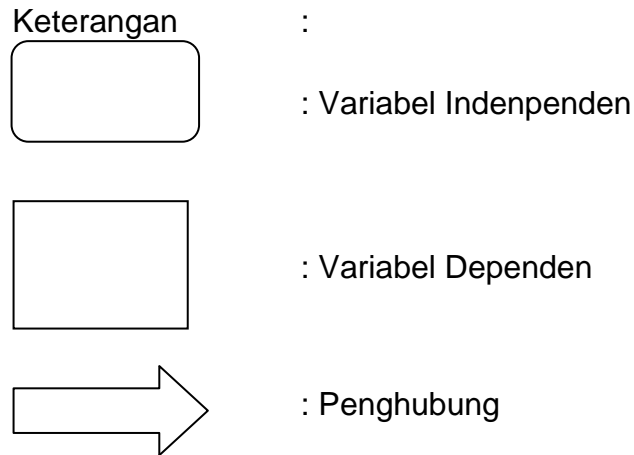 Keterangan :
: Variabel Indenpenden
: Variabel Dependen
: Penghubung